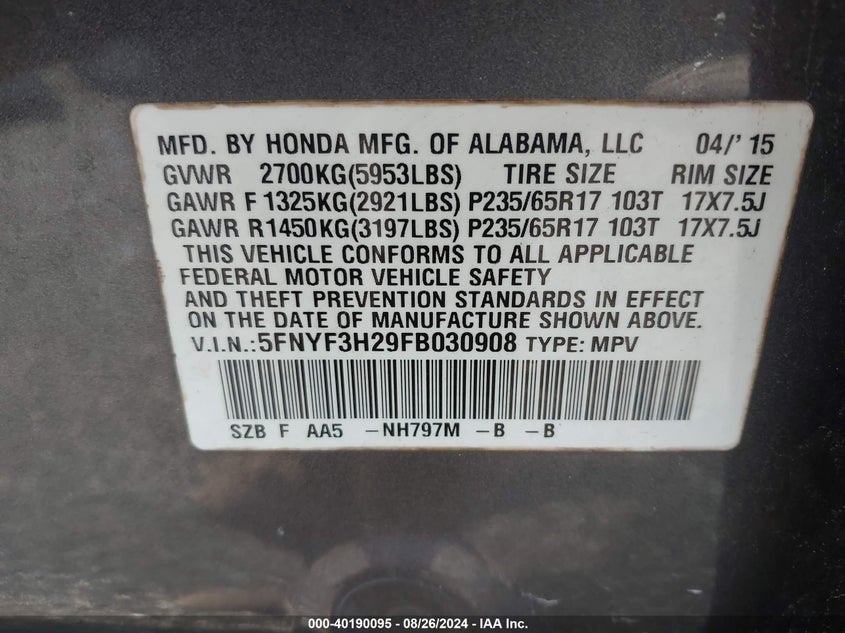 MFD. BY HONDA MFG. OF ALABAMA, LLC 04/' 15
GVWR 2700KG(5953LBS) TIRE SIZE RIM SIZE
GAWR F 1325KG(2921LBS) P235/65R17 103T 17X7.5J
GAWR R1450KG(3197LBS) P235/65R17 103T 17X7.5J
THIS VEHICLE CONFORMS TO ALL APPLICABLE
FEDERAL MOTOR VEHICLE SAFETY
AND THEFT PREVENTION STANDARDS IN EFFECT
ON THE DATE OF MANUFACTURE SHOWN ABOVE.
V.I.N.:5FNYF3H29FB030908 TYPE: MPV
SZB F AA5 -NH797M -B -B
000-40190095 - 08/26/2024 - IAA Inc.